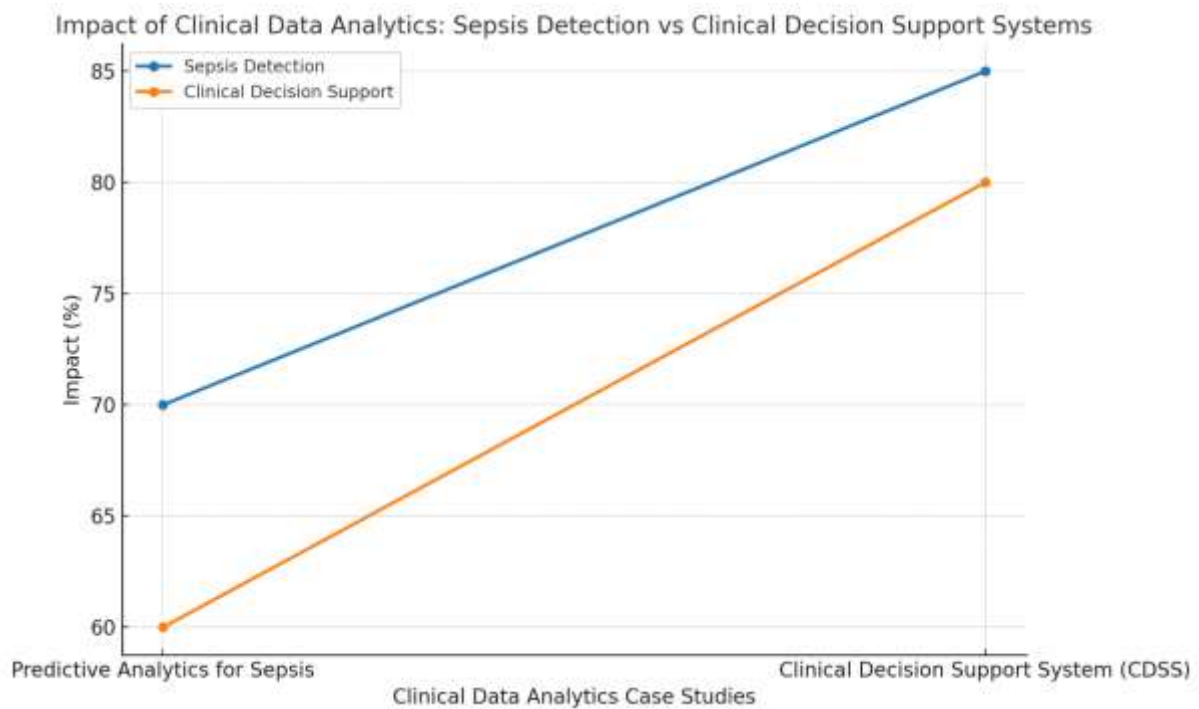 Impact of Clinical Data Analytics: Sepsis Detection vs Clinical Decision Support Systems
Sepsis Detection
Clinical Decision Support
85
80
75
70
65
60
Impact (%)
Predictive Analytics for Sepsis
Clinical Decision Support System (CDSS)
Clinical Data Analytics Case Studies